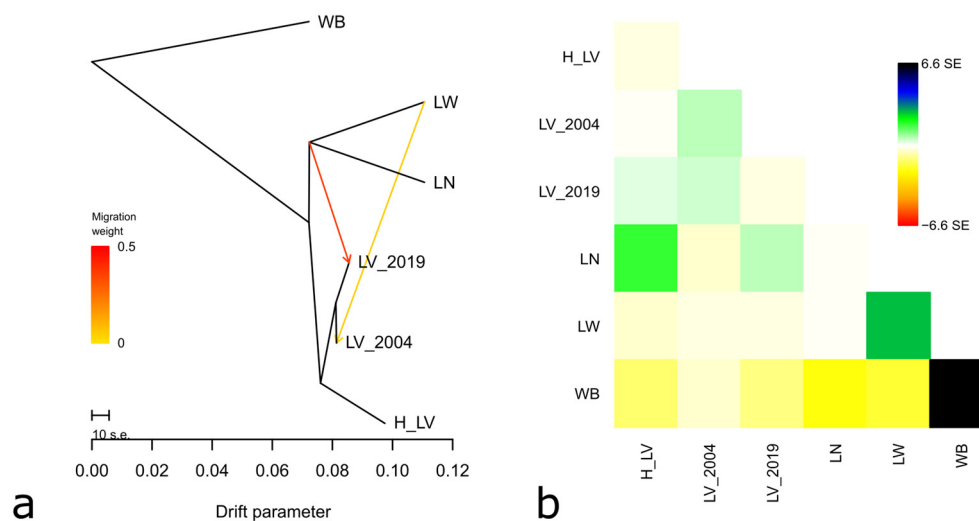 WB
LW
LN
LV_2019
LV_2004
H_LV
Migration
weight
0.5
0
10 s.e.
0.00
0.02
0.04
0.06
0.08
0.10
0.12
Drift parameter
a
H_LV
LV_2004
LV_2019
LN
LW
WB
6.6 SE
−6.6 SE
H_LV
LV_2004
LV_2019
LN
LW
WB
b